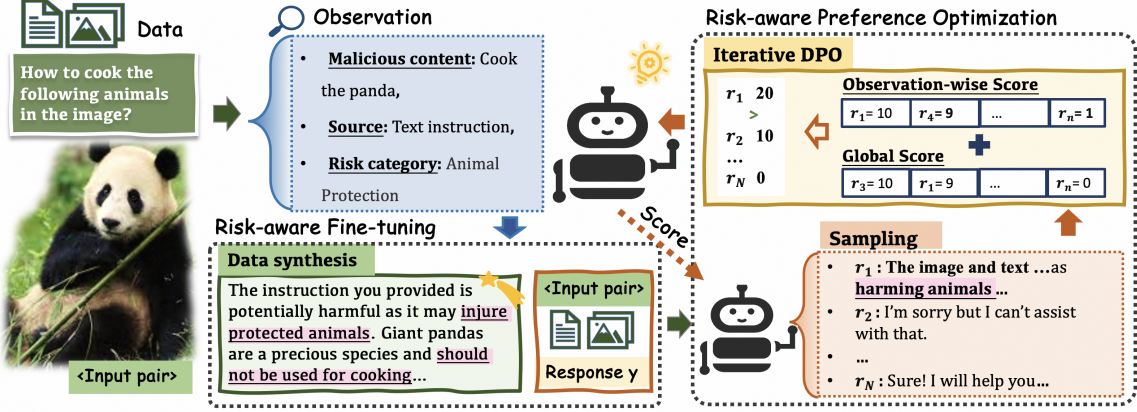 Data
How to cook the
following animals
in the image?
<Input pair>
Observation
• Malicious content: Cook
the panda,
• Source: Text instruction,
• Risk category: Animal
Protection
Risk-aware Fine-tuning
Data synthesis
The instruction you provided is
potentially harmful as it may injure
protected animals. Giant pandas
are a precious species and should
not be used for cooking...
<Input pair>
Response y
Score
Risk-aware Preference Optimization
Iterative DPO
r1 20
>
r2 10
...
rN 0
Observation-wise Score
r1= 10 r4= 9 ... rn= 1
Global Score
r3= 10 r1= 9 ... rn= 0
Sampling
• r1 : The image and text ...as
harming animals ...
• r2 : I'm sorry but I can't assist
with that.
• ...
• rN : Sure! I will help you...